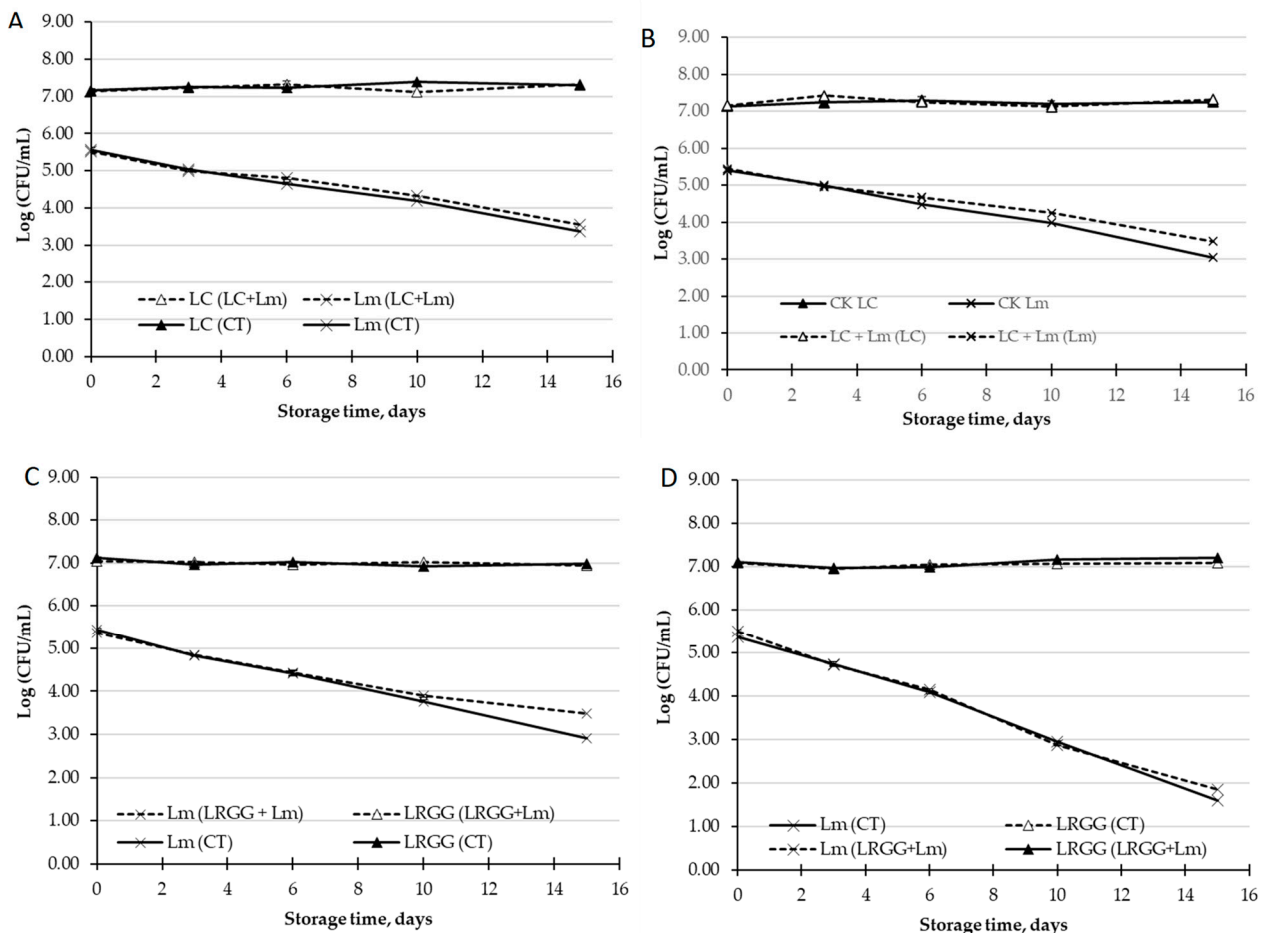 A
9.00
8.00
7.00
6.00
5.00
4.00
3.00
2.00
1.00
0.00
Log (CFU/mL)
LC (LC+Lm) Lm (LC+Lm)
LC (CT) Lm (CT)
0 2 4 6 8 10 12 14 16
Storage time, days
B
9.00
8.00
7.00
6.00
5.00
4.00
3.00
2.00
1.00
0.00
Log (CFU/mL)
CK LC CK Lm
LC + Lm (LC) LC + Lm (Lm)
0 2 4 6 8 10 12 14 16
Storage time, days
C
9.00
8.00
7.00
6.00
5.00
4.00
3.00
2.00
1.00
0.00
Log (CFU/mL)
Lm (LRGG + Lm) LRGG (LRGG+Lm)
Lm (CT) LRGG (CT)
0 2 4 6 8 10 12 14 16
Storage time, days
D
9.00
8.00
7.00
6.00
5.00
4.00
3.00
2.00
1.00
0.00
Log (CFU/mL)
Lm (CT) LRGG (CT)
Lm (LRGG+Lm) LRGG (LRGG+Lm)
0 2 4 6 8 10 12 14 16
Storage time, days